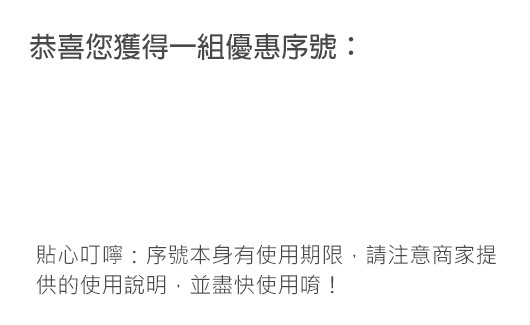 恭喜您獲得一組優惠序號：
貼心叮嚀：序號本身有使用期限，請注意商家提
供的使用說明，並盡快使用唷！